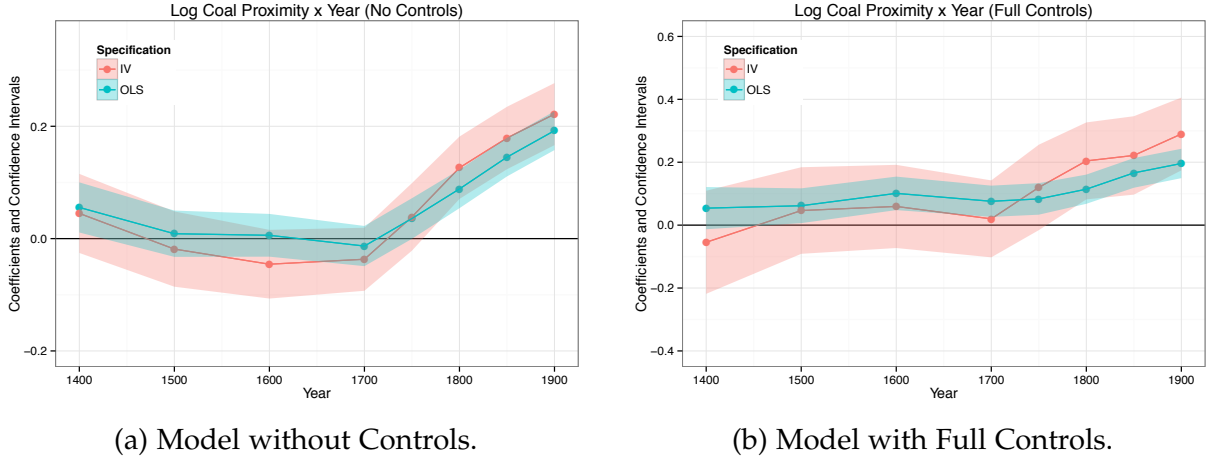 Log Coal Proximity x Year (No Controls)
Coefficients and Confidence Intervals
Specification
IV
OLS
0.2
0.0
−0.2
1400 1500 1600 1700 1800 1900
Year
(a) Model without Controls.
Log Coal Proximity x Year (Full Controls)
Coefficients and Confidence Intervals
Specification
IV
OLS
0.6
0.4
0.2
0.0
−0.2
−0.4
1400 1500 1600 1700 1800 1900
Year
(b) Model with Full Controls.